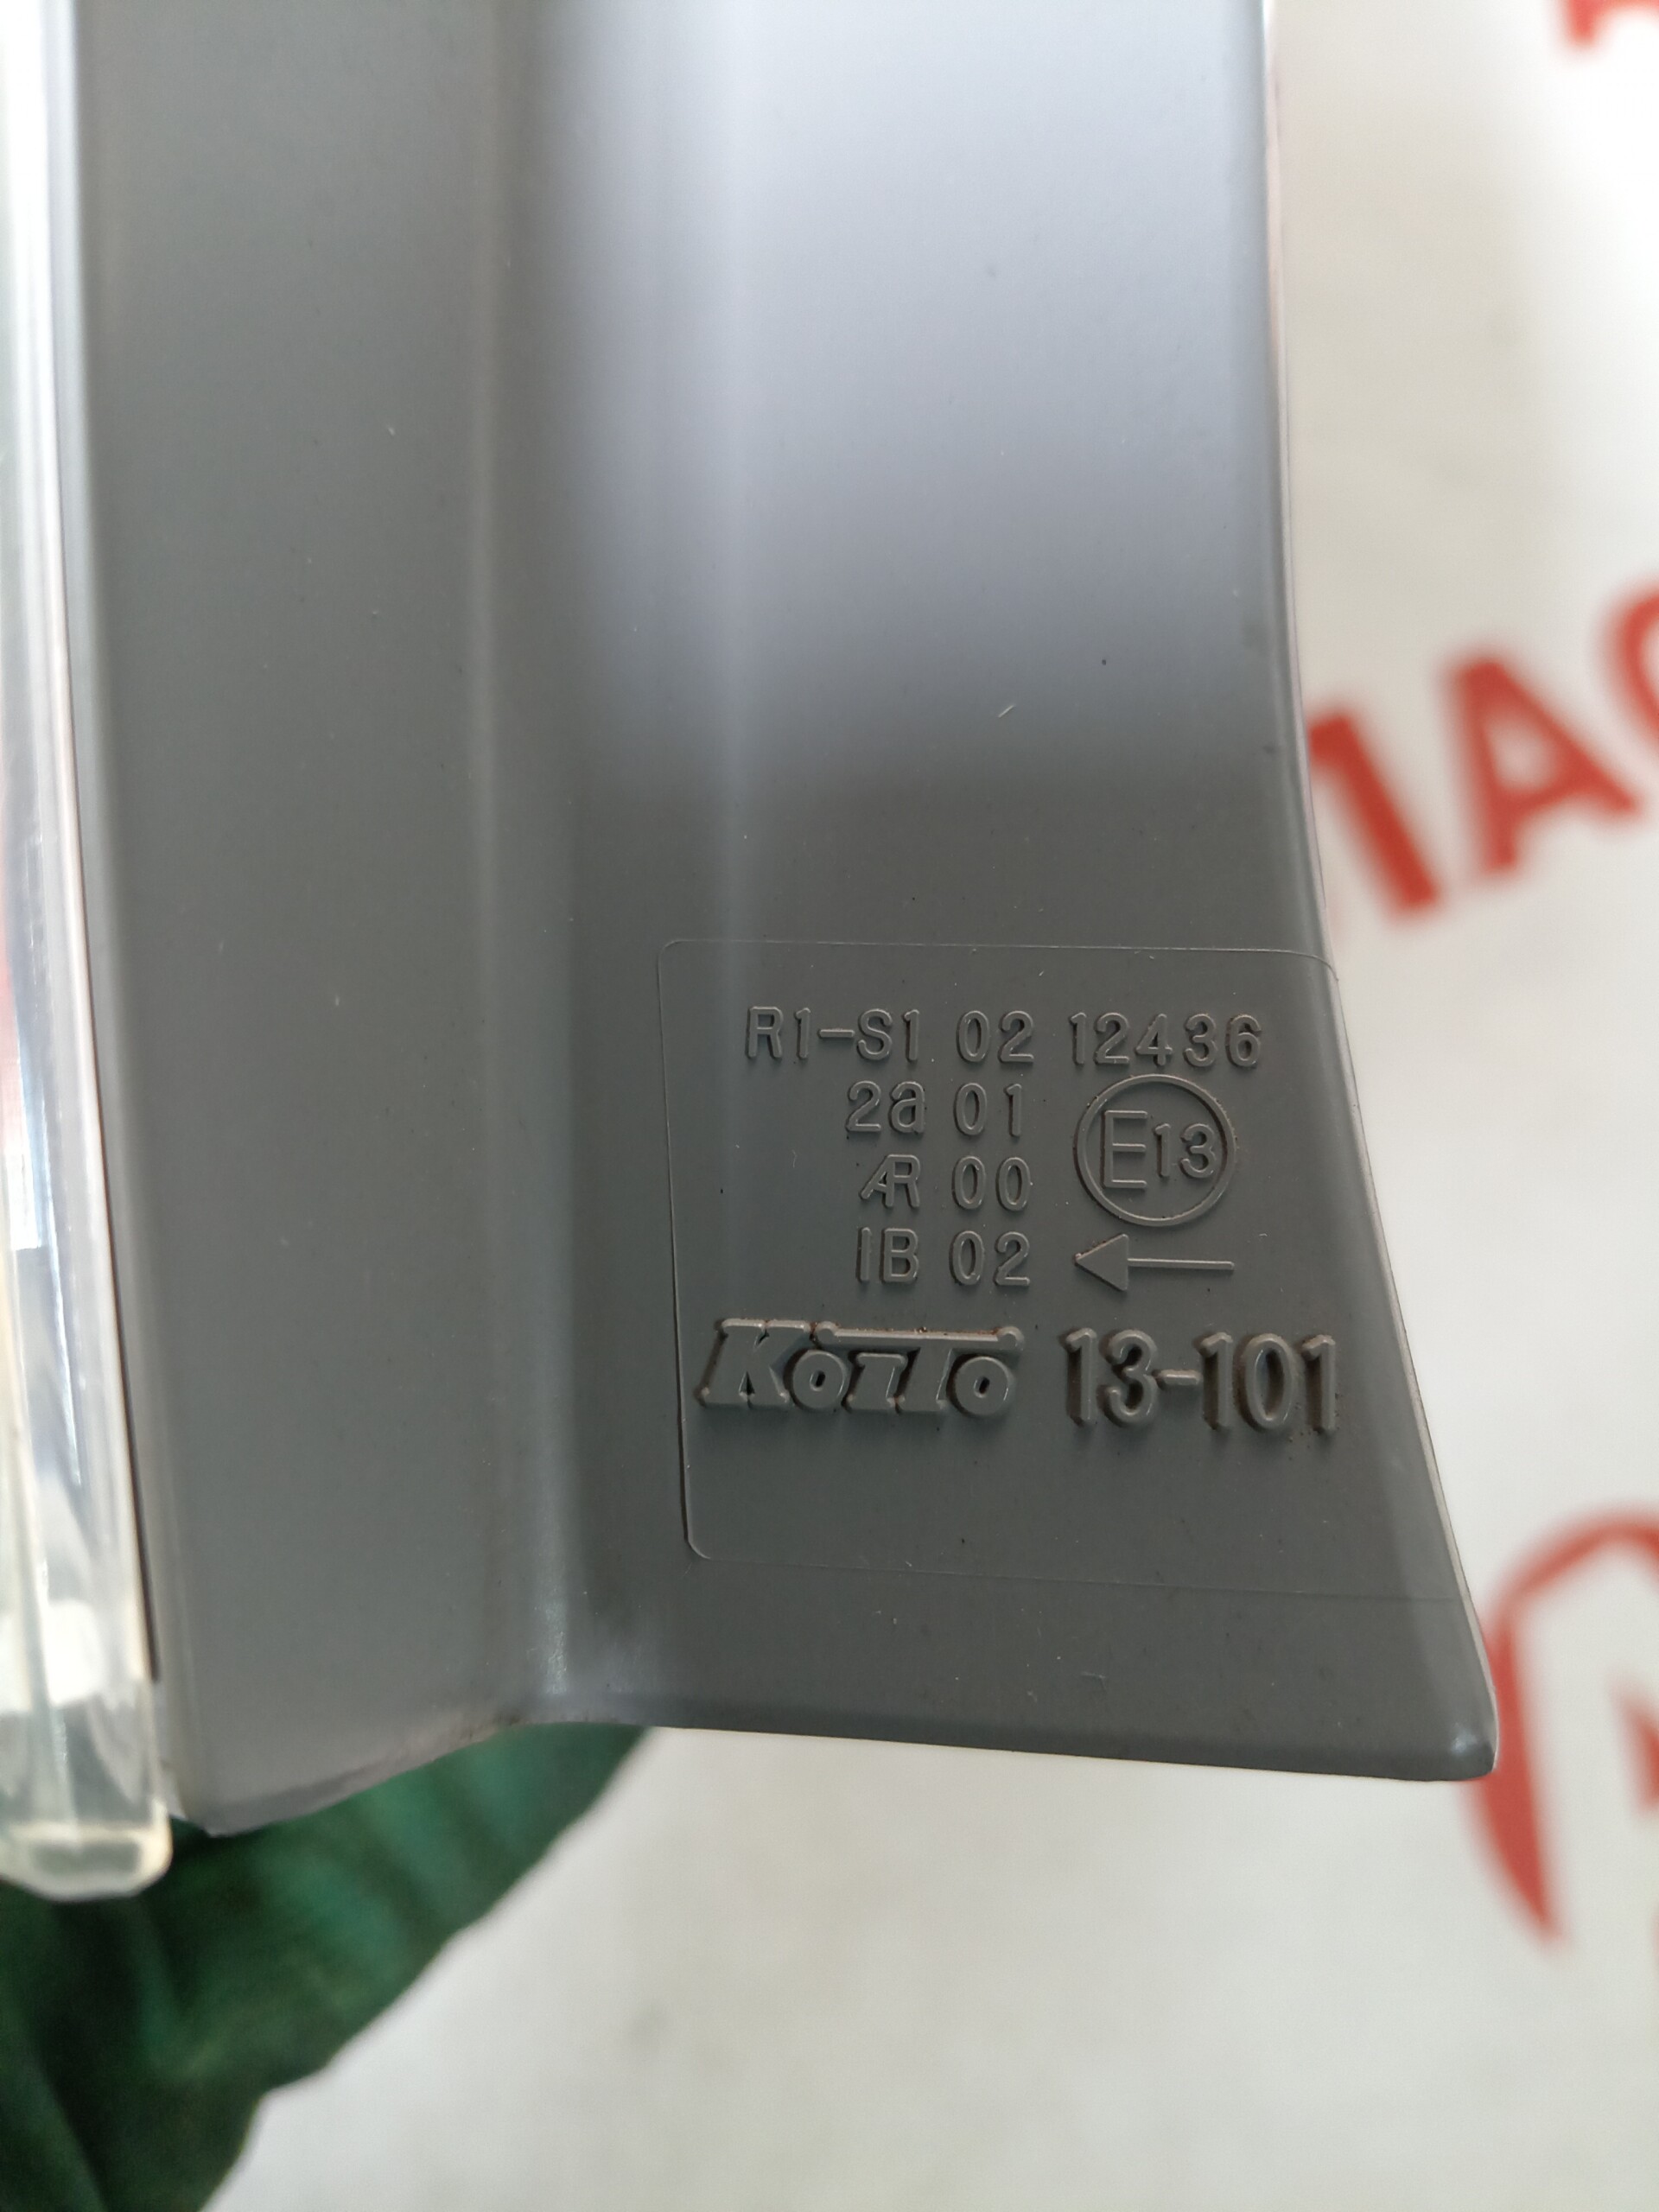 R1-S1 02 12436
2a 01
AR 00 E13
IB 02 ←
KOITO 13-101